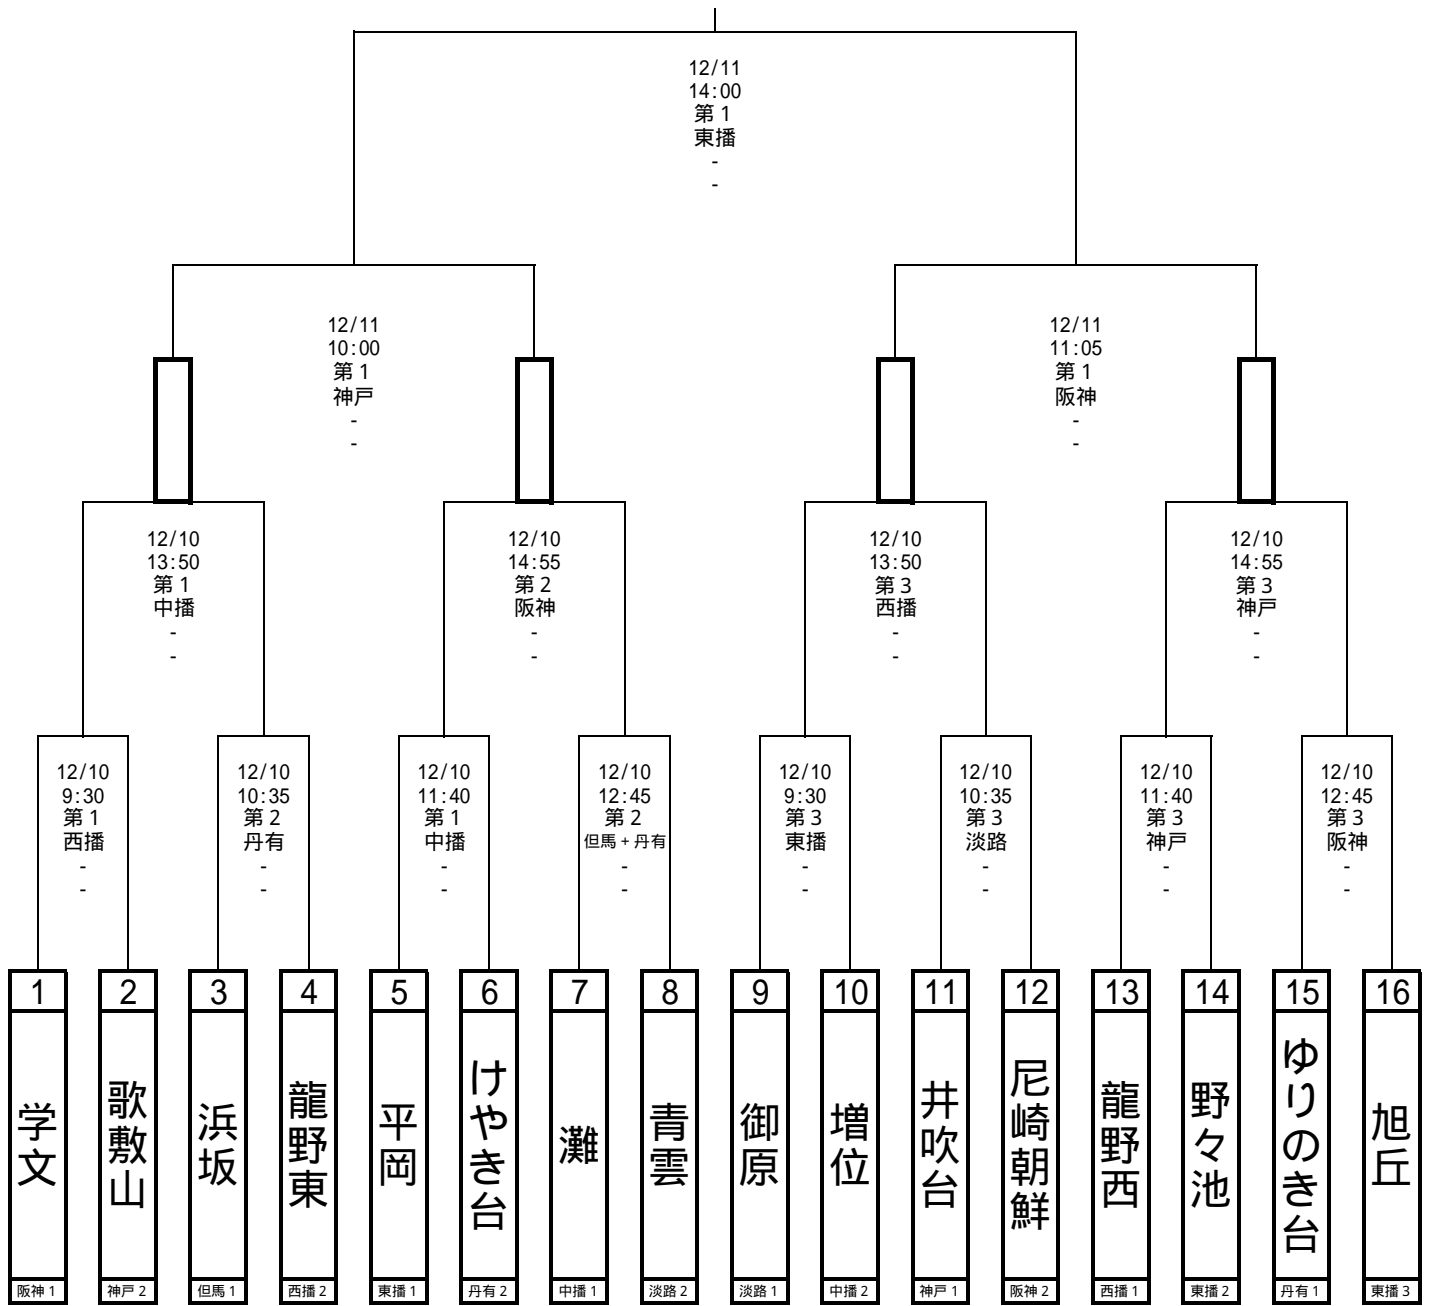 12/11
14:00
第1
東播
-
-
12/11
10:00
第1
神戸
-
-
12/11
11:05
第1
阪神
-
-
12/10
13:50
第1
中播
-
-
12/10
14:55
第2
阪神
-
-
12/10
13:50
第3
西播
-
-
12/10
14:55
第3
神戸
-
-
12/10
9:30
第1
西播
-
-
12/10
10:35
第2
丹有
-
-
12/10
11:40
第1
中播
-
-
12/10
12:45
第2
但馬+丹有
-
-
12/10
9:30
第3
東播
-
-
12/10
10:35
第3
淡路
-
-
12/10
11:40
第3
神戸
-
-
12/10
12:45
第3
阪神
-
-
1
学文
阪神1
2
歌敷山
神戸2
3
浜坂
但馬1
4
龍野東
西播2
5
平岡
東播1
6
けやき台
丹有2
7
灘
中播1
8
青雲
淡路2
9
御原
淡路1
10
増位
中播2
11
井吹台
神戸1
12
尼崎朝鮮
阪神2
13
龍野西
西播1
14
野々池
東播2
15
ゆりのき台
丹有1
16
旭丘
東播3